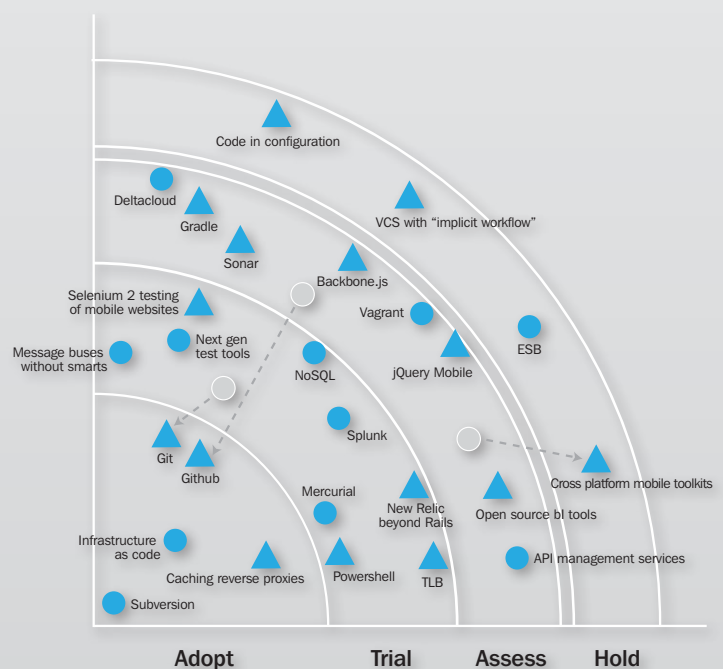 Code in configuration
Deltacloud
Gradle
VCS with “implicit workflow”
Sonar
Backbone.js
Selenium 2 testing
of mobile websites
Vagrant
Next gen
test tools
Message buses
without smarts
ESB
NoSQL
jQuery Mobile
Splunk
Git
Github
Cross platform mobile toolkits
Mercurial
New Relic
beyond Rails
Open source bI tools
Infrastructure
as code
API management services
Caching reverse proxies
Powershell
TLB
Subversion
Adopt
Trial
Assess
Hold